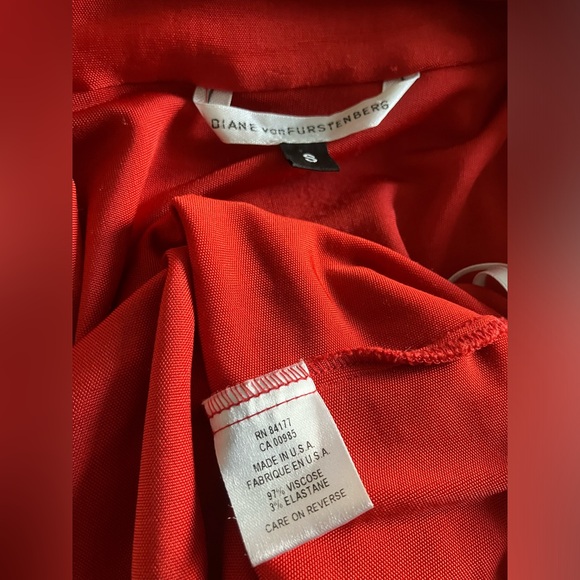 DIANE VON FURSTENBERG
S
RN 84177
CA 00985
MADE IN U.S.A.
FABRIQUE EN U.S.A.
97% VISCOSE
3% ELASTANE
CARE ON REVERSE